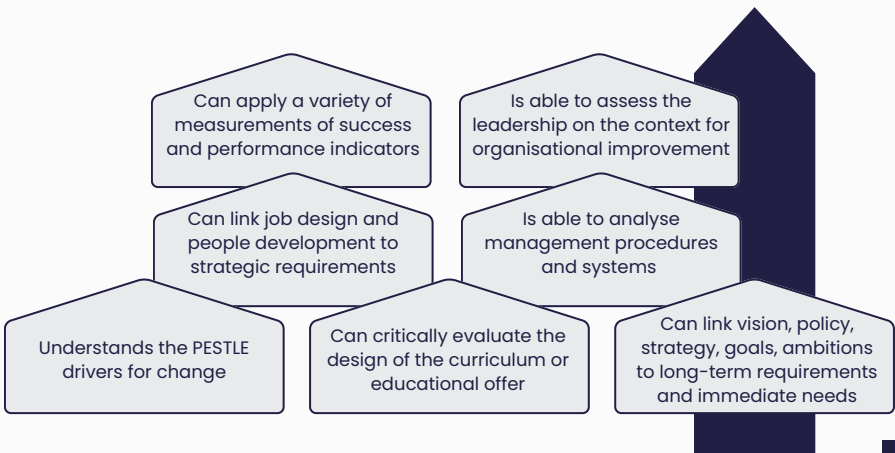 Can apply a variety of
measurements of success
and performance indicators
Is able to assess the
leadership on the context for
organisational improvement
Can link job design and
people development to
strategic requirements
Is able to analyse
management procedures
and systems
Understands the PESTLE
drivers for change
Can critically evaluate the
design of the curriculum or
educational offer
Can link vision, policy,
strategy, goals, ambitions
to long-term requirements
and immediate needs